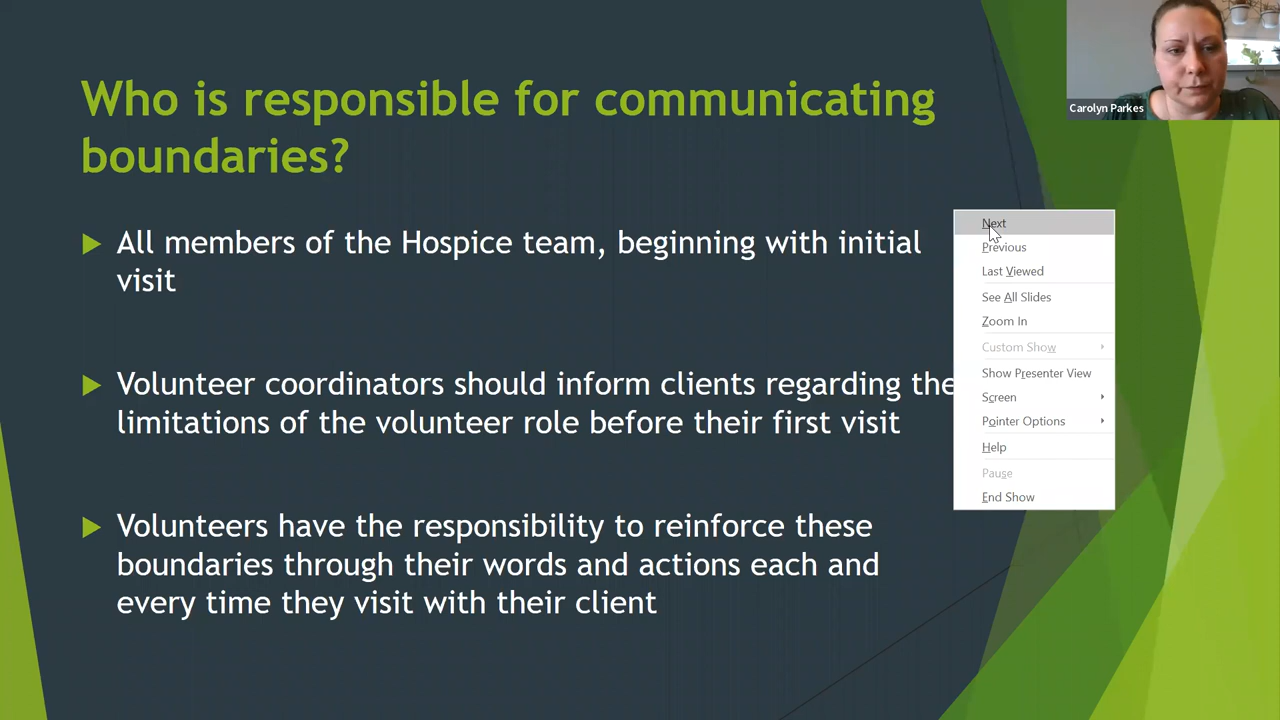 Who is responsible for communicating
boundaries?
All members of the Hospice team, beginning with initial
visit
Volunteer coordinators should inform clients regarding the
limitations of the volunteer role before their first visit
Volunteers have the responsibility to reinforce these
boundaries through their words and actions each and
every time they visit with their client
Carolyn Parkes
Next
Previous
Last Viewed
See All Slides
Zoom In
Custom Show
Show Presenter View
Screen
Pointer Options
Help
Pause
End Show